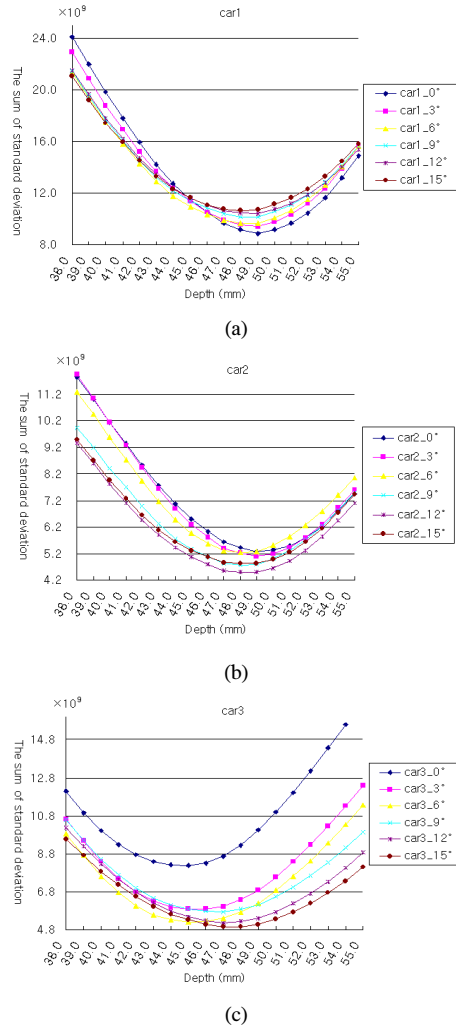 ×10⁹
car1
The sum of standard deviation
24.0
20.0
16.0
12.0
8.0
38.0 39.0 40.0 41.0 42.0 43.0 44.0 45.0 46.0 47.0 48.0 49.0 50.0 51.0 52.0 53.0 54.0 55.0
Depth (mm)
car1_0°
car1_3°
car1_6°
car1_9°
car1_12°
car1_15°
(a)
×10⁹
car2
The sum of standard deviation
11.2
10.2
9.2
8.2
7.2
6.2
5.2
4.2
38.0 39.0 40.0 41.0 42.0 43.0 44.0 45.0 46.0 47.0 48.0 49.0 50.0 51.0 52.0 53.0 54.0 55.0
Depth (mm)
car2_0°
car2_3°
car2_6°
car2_9°
car2_12°
car2_15°
(b)
×10⁹
car3
The sum of standard deviation
14.8
12.8
10.8
8.8
6.8
4.8
38.0 39.0 40.0 41.0 42.0 43.0 44.0 45.0 46.0 47.0 48.0 49.0 50.0 51.0 52.0 53.0 54.0 55.0
Depth (mm)
car3_0°
car3_3°
car3_6°
car3_9°
car3_12°
car3_15°
(c)